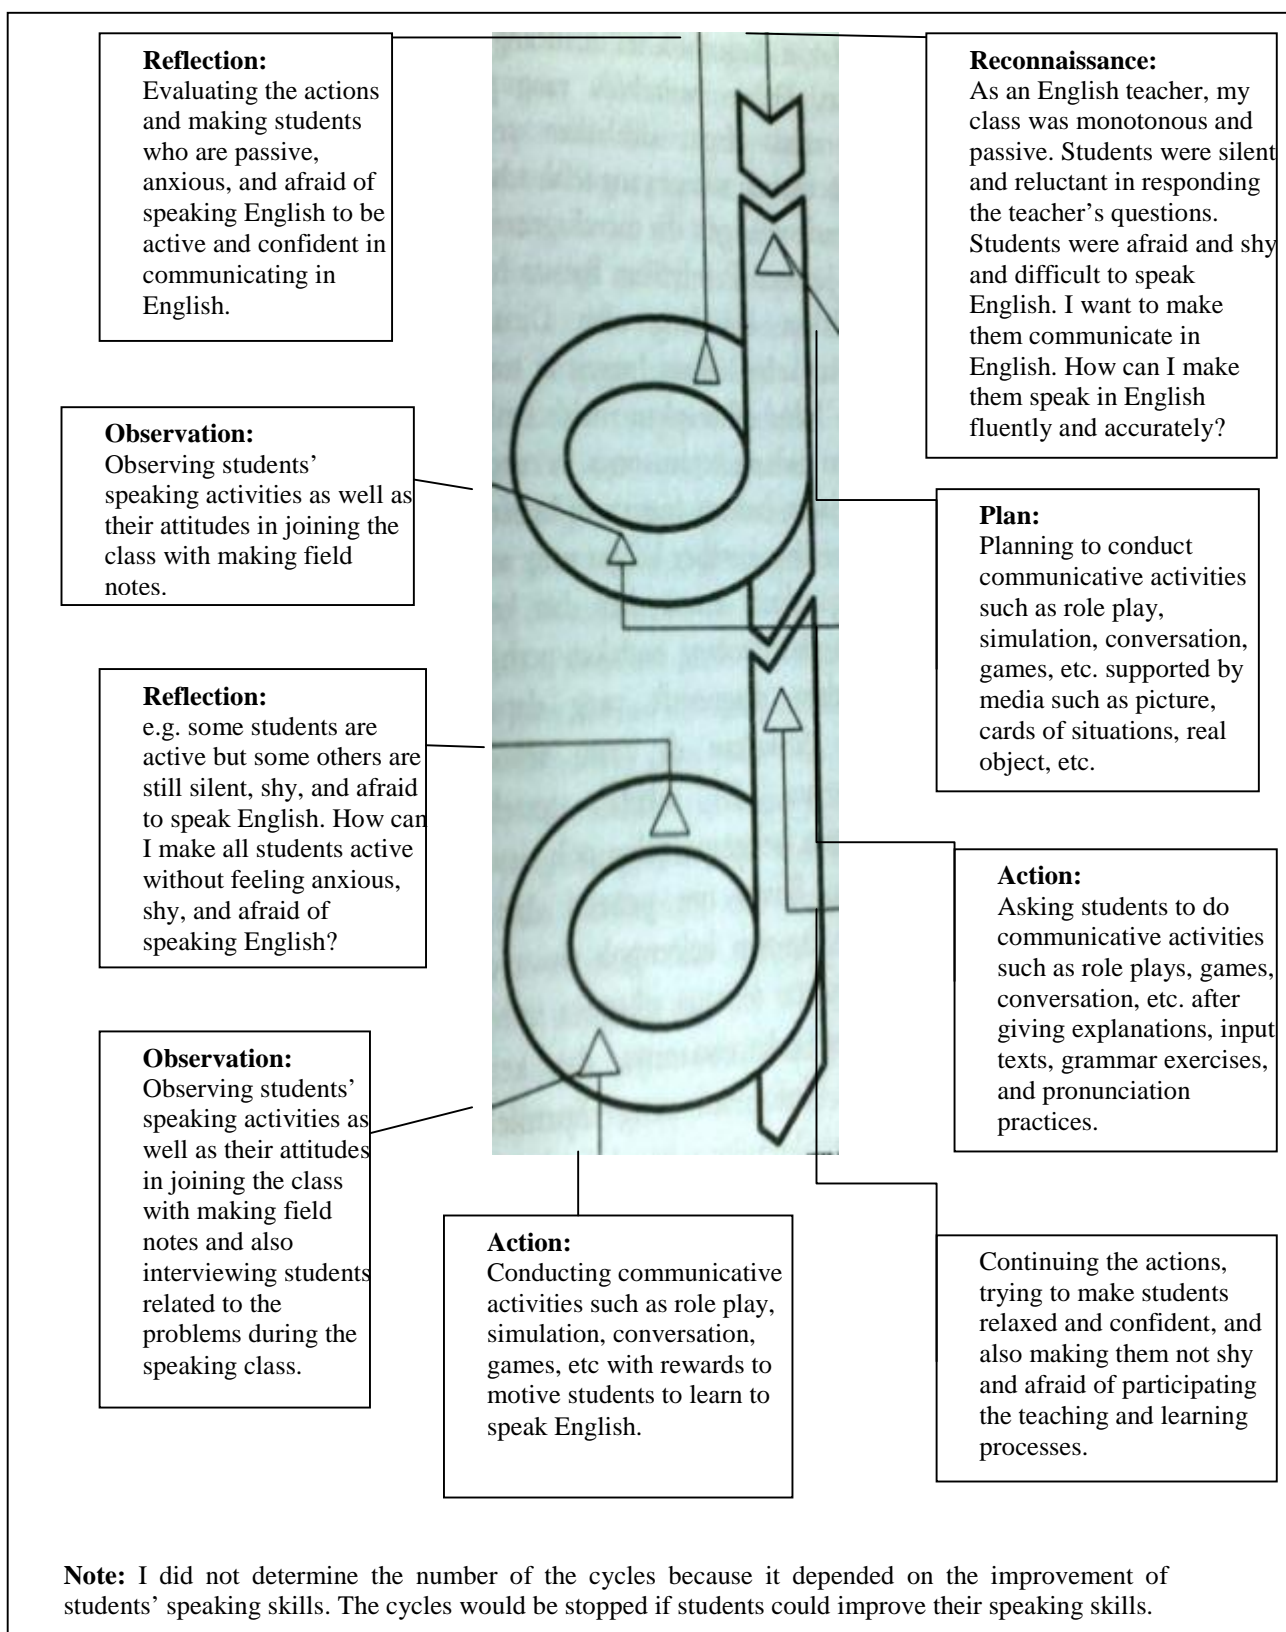 Reflection:
Evaluating the actions
and making students
who are passive,
anxious, and afraid of
speaking English to be
active and confident in
communicating in
English.
Reconnaissance:
As an English teacher, my
class was monotonous and
passive. Students were silent
and reluctant in responding
the teacher's questions.
Students were afraid and shy
and difficult to speak
English. I want to make
them communicate in
English. How can I make
them speak in English
fluently and accurately?
Observation:
Observing students'
speaking activities as well as
their attitudes in joining the
class with making field
notes.
Plan:
Planning to conduct
communicative activities
such as role play,
simulation, conversation,
games, etc. supported by
media such as picture,
cards of situations, real
object, etc.
Reflection:
e.g. some students are
active but some others are
still silent, shy, and afraid
to speak English. How can
I make all students active
without feeling anxious,
shy, and afraid of
speaking English?
Action:
Asking students to do
communicative activities
such as role plays, games,
conversation, etc. after
giving explanations, input
texts, grammar exercises,
and pronunciation
practices.
Observation:
Observing students'
speaking activities as
well as their attitudes
in joining the class
with making field
notes and also
interviewing students
related to the
problems during the
speaking class.
Action:
Conducting communicative
activities such as role play,
simulation, conversation,
games, etc with rewards to
motive students to learn to
speak English.
Continuing the actions,
trying to make students
relaxed and confident, and
also making them not shy
and afraid of participating
the teaching and learning
processes.
Note: I did not determine the number of the cycles because it depended on the improvement of
students' speaking skills. The cycles would be stopped if students could improve their speaking skills.